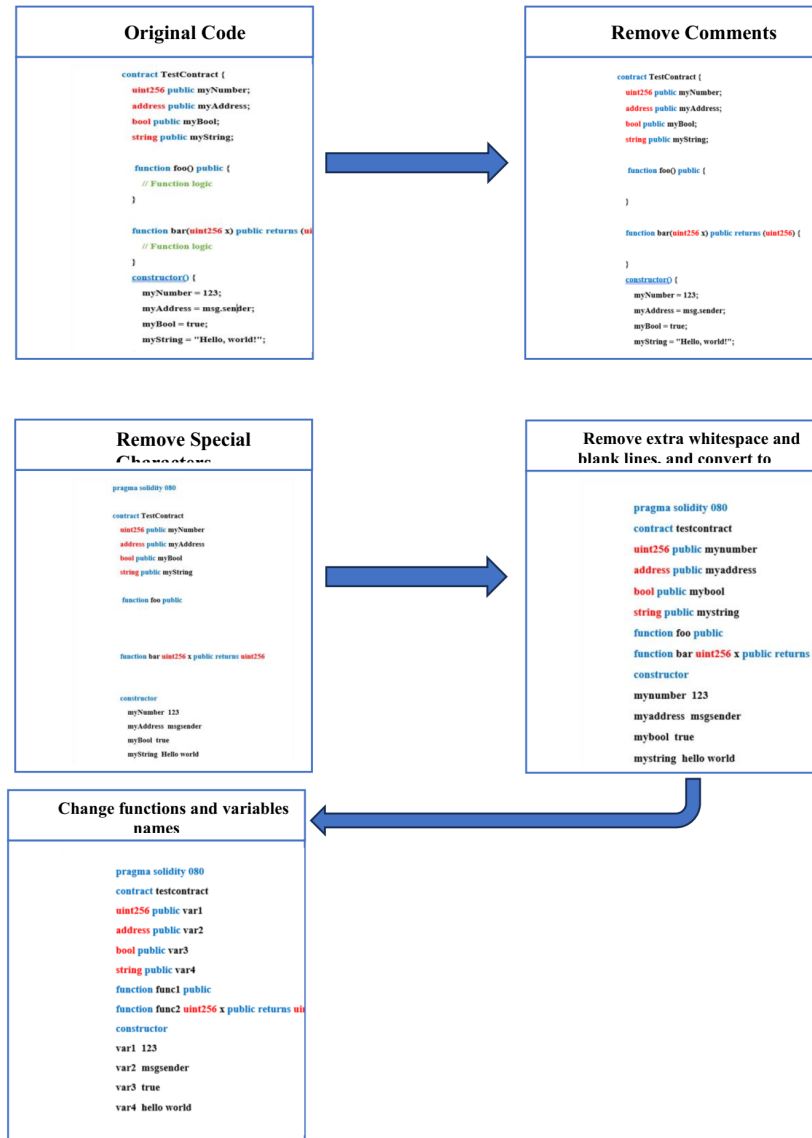 Original Code
contract TestContract {
uint256 public myNumber;
address public myAddress;
bool public myBool;
string public myString;
function foo() public {
// Function logic
}
function bar(uint256 x) public returns (ui
// Function logic
}
constructor() {
myNumber = 123;
myAddress = msg.sender;
myBool = true;
myString = "Hello, world!";
Remove Comments
contract TestContract {
uint256 public myNumber;
address public myAddress;
bool public myBool;
string public myString;
function foo() public {
}
function bar(uint256 x) public returns (uint256) {
}
constructor() {
myNumber = 123;
myAddress = msg.sender;
myBool = true;
myString = "Hello, world!";
Remove Special
Characters
pragma solidity 080
contract TestContract
uint256 public myNumber
address public myAddress
bool public myBool
string public myString
function foo public
function bar uint256 x public returns uint256
constructor
myNumber 123
myAddress msgsender
myBool true
myString Hello world
Remove extra whitespace and
blank lines, and convert to
pragma solidity 080
contract testcontract
uint256 public mynumber
address public myaddress
bool public mybool
string public mystring
function foo public
function bar uint256 x public returns
constructor
mynumber 123
myaddress msgsender
mybool true
mystring hello world
Change functions and variables
names
pragma solidity 080
contract testcontract
uint256 public var1
address public var2
bool public var3
string public var4
function func1 public
function func2 uint256 x public returns ui
constructor
var1 123
var2 msgsender
var3 true
var4 hello world